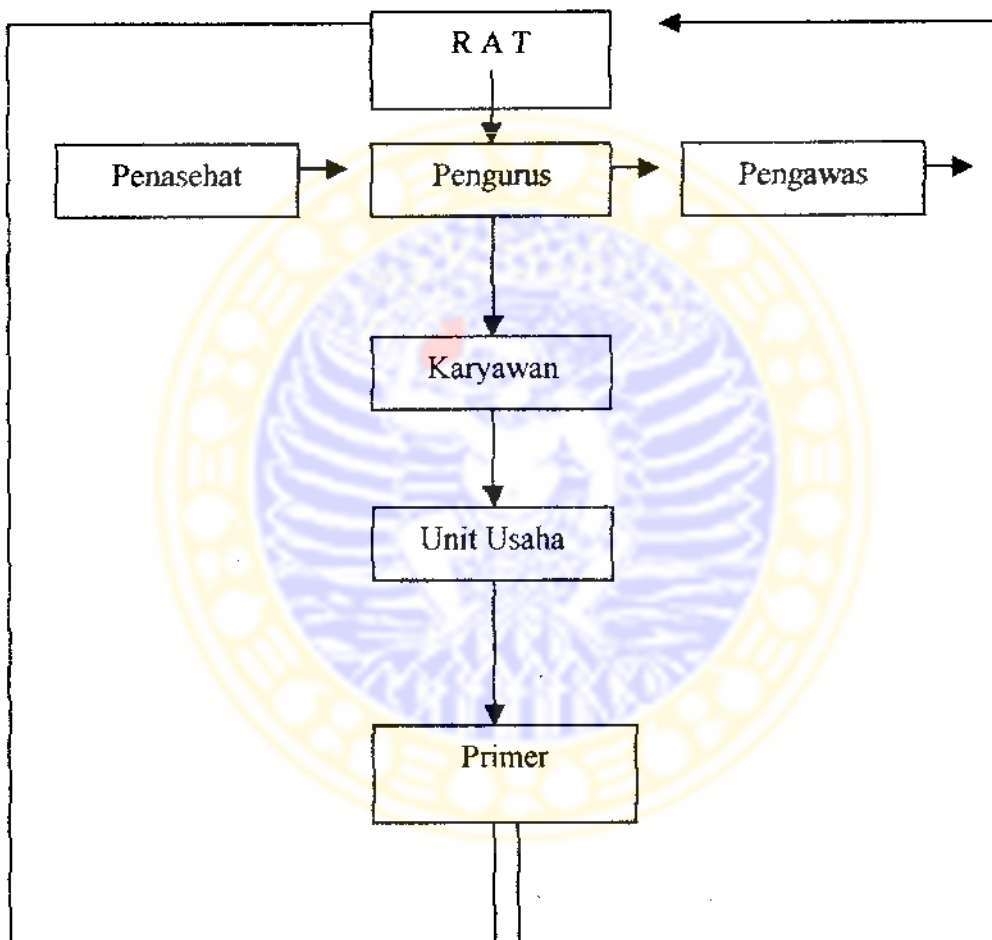 R A T
Penasehat
Pengurus
Pengawas
Karyawan
Unit Usaha
Primer